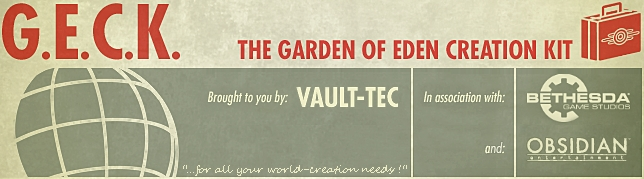 G.E.C.K.
THE GARDEN OF EDEN CREATION KIT
Brought to you by: VAULT-TEC
In association with:
BETHESDA
GAME STUDIOS
and:
OBSIDIAN
entertainment
"...for all your world-creation needs!"